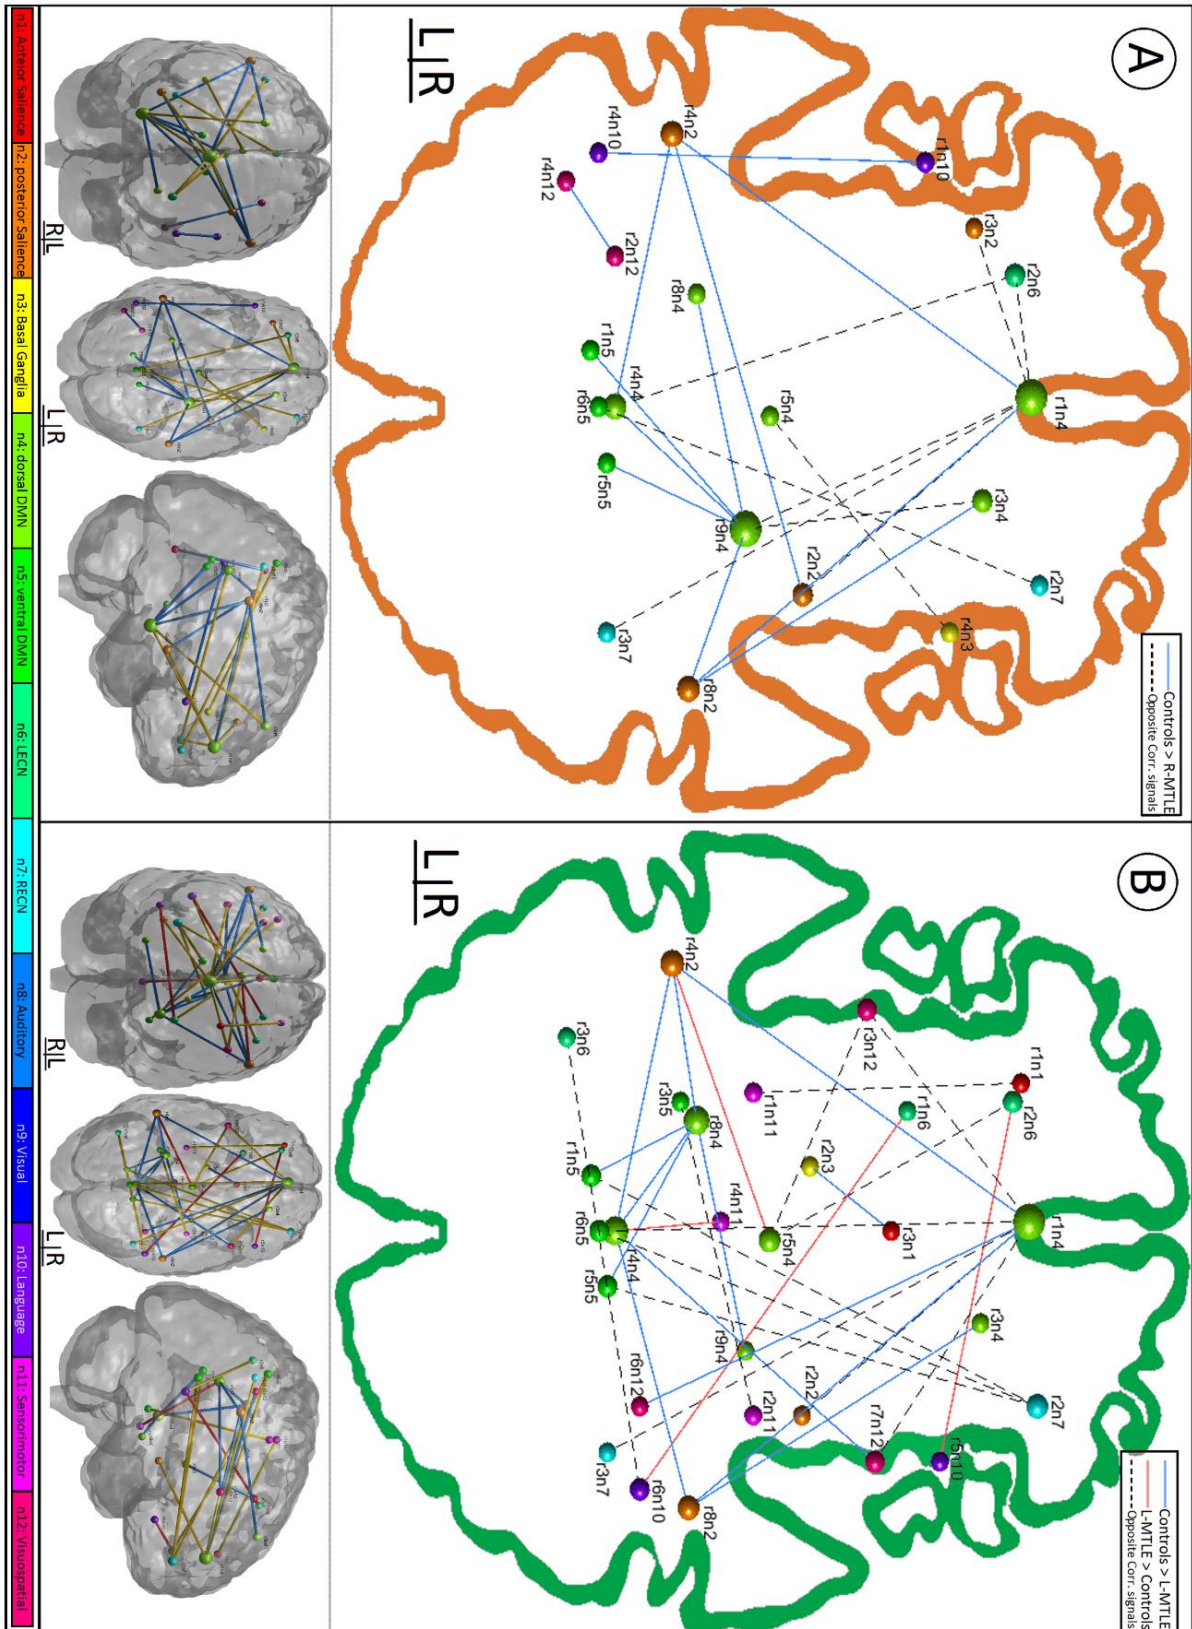 A
Controls > R-MTLE
Opposite Corr. signals
r1n4
r2n6
r3n2
r1n10
r3n4
r2n7
r4n3
r4n2
r8n4
r5n4
r9n4
r2n2
r8n2
r4n10
r4n12
r2n12
r1n5
r4n4
r6n5
r5n5
r3n7
L|R
R|L
L|R
B
Controls > L-MTLE
L-MTLE > Controls
Opposite Corr. signals
r1n4
r1n1
r2n6
r3n4
r2n7
r5n10
r1n6
r3n12
r3n1
r7n12
r2n3
r1n11
r5n4
r4n11
r9n4
r2n11
r2n2
r4n2
r8n4
r3n5
r8n2
r3n6
r1n5
r4n4
r6n5
r5n5
r6n12
r3n7
r6n10
L|R
R|L
L|R
n1: Anteior Salience
n2: posterior Salience
n3: Basal Ganglia
n4: dorsal DMN
n5: ventral DMN
n6: LECN
n7: RECN
n8: Auditory
n9: Visual
n10: Language
n11: Sensorimotor
n12: Visuospatial